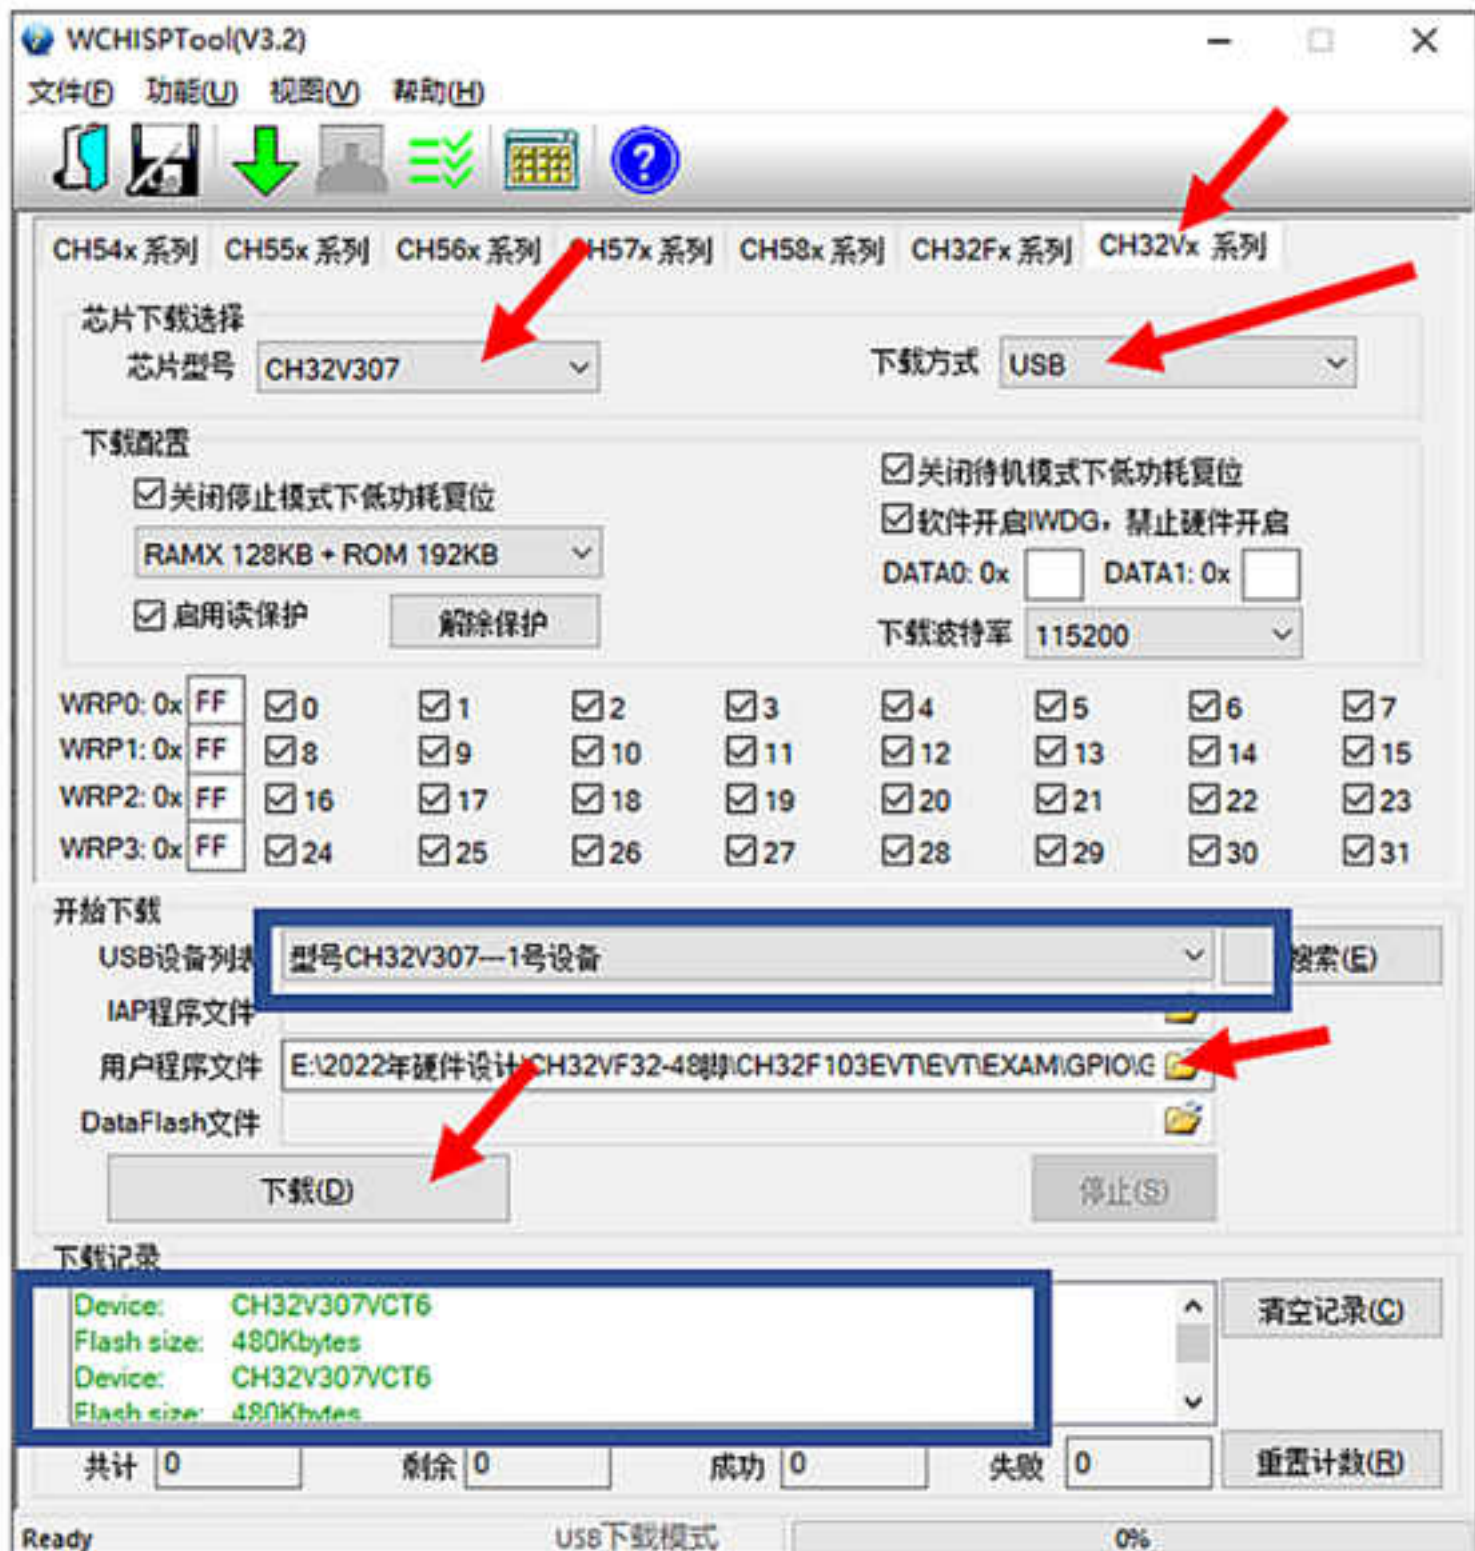 WCHISPTool(V3.2)
文件(F) 功能(U) 视图(V) 帮助(H)
CH54x 系列 CH55x 系列 CH56x 系列 H57x 系列 CH58x 系列 CH32Fx 系列 CH32Vx 系列
芯片下载选择
芯片型号 CH32V307 下载方式 USB
下载配置
关闭停止模式下低功耗复位 关闭待机模式下低功耗复位
软件开启IWDG，禁止硬件开启
RAMX 128KB + ROM 192KB
DATA0: 0x DATA1: 0x
启用读保护 解除保护 下载波特率 115200
WRP0: 0x FF 0 1 2 3 4 5 6 7
WRP1: 0x FF 8 9 10 11 12 13 14 15
WRP2: 0x FF 16 17 18 19 20 21 22 23
WRP3: 0x FF 24 25 26 27 28 29 30 31
开始下载
USB设备列表 型号CH32V307---1号设备 搜索(E)
IAP程序文件
用户程序文件 E:\2022年硬件设计\CH32VF32-48脚\CH32F103EVT\EVT\EXAM\GPIO\G
DataFlash文件
下载(D) 停止(S)
下载记录
Device: CH32V307VCT6
Flash size: 480Kbytes
Device: CH32V307VCT6
Flash size: 480Kbytes
清空记录(C)
共计 0 剩余 0 成功 0 失败 0 重置计数(R)
Ready USB下载模式 0%